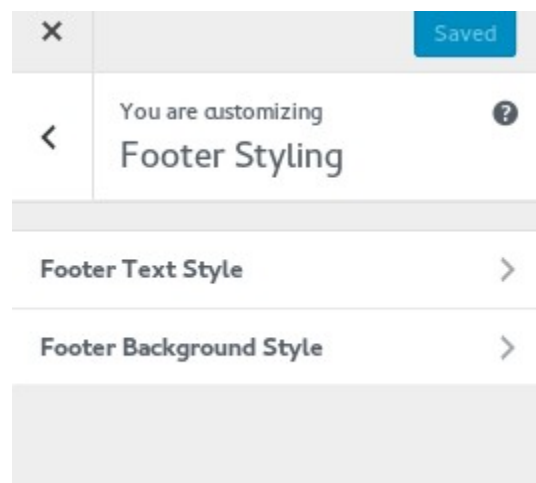 Saved
You are customizing
Footer Styling
Footer Text Style
Footer Background Style